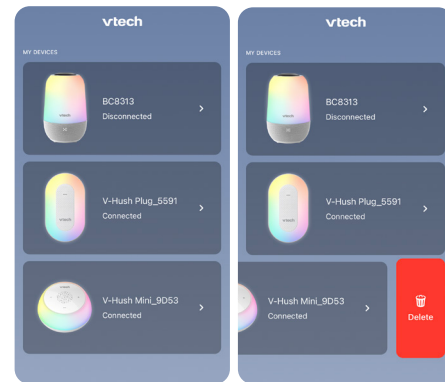 vtech
MY DEVICES
BC8313
Disconnected
V-Hush Plug_5591
Connected
V-Hush Mini_9D53
Connected
vtech
MY DEVICES
BC8313
Disconnected
V-Hush Plug_5591
Connected
V-Hush Mini_9D53
Connected
Delete